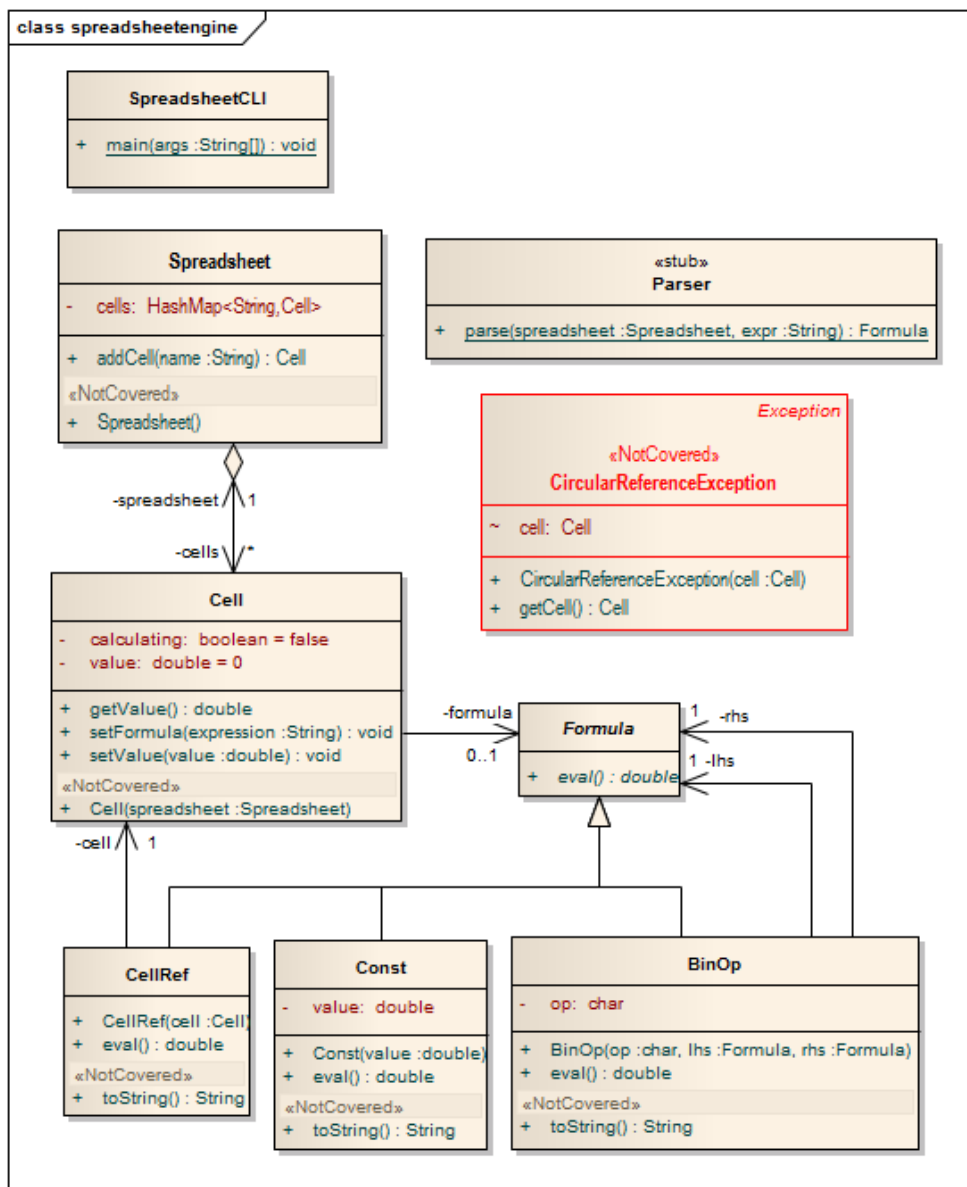 class spreadsheetengine
SpreadsheetCLI
+ main(args :String[]) : void
Spreadsheet
- cells: HashMap<String,Cell>
+ addCell(name :String) : Cell
«NotCovered»
+ Spreadsheet()
«stub»
Parser
+ parse(spreadsheet :Spreadsheet, expr :String) : Formula
Exception
«NotCovered»
CircularReferenceException
~ cell: Cell
+ CircularReferenceException(cell :Cell)
+ getCell() : Cell
-spreadsheet 1
-cells *
Cell
- calculating: boolean = false
- value: double = 0
+ getValue() : double
+ setFormula(expression :String) : void
+ setValue(value :double) : void
«NotCovered»
+ Cell(spreadsheet :Spreadsheet)
-formula
0..1
Formula
+ eval() : double
1 -rhs
1 -lhs
-cell 1
CellRef
+ CellRef(cell :Cell)
+ eval() : double
«NotCovered»
+ toString() : String
Const
- value: double
+ Const(value :double)
+ eval() : double
«NotCovered»
+ toString() : String
BinOp
- op: char
+ BinOp(op :char, lhs :Formula, rhs :Formula)
+ eval() : double
«NotCovered»
+ toString() : String